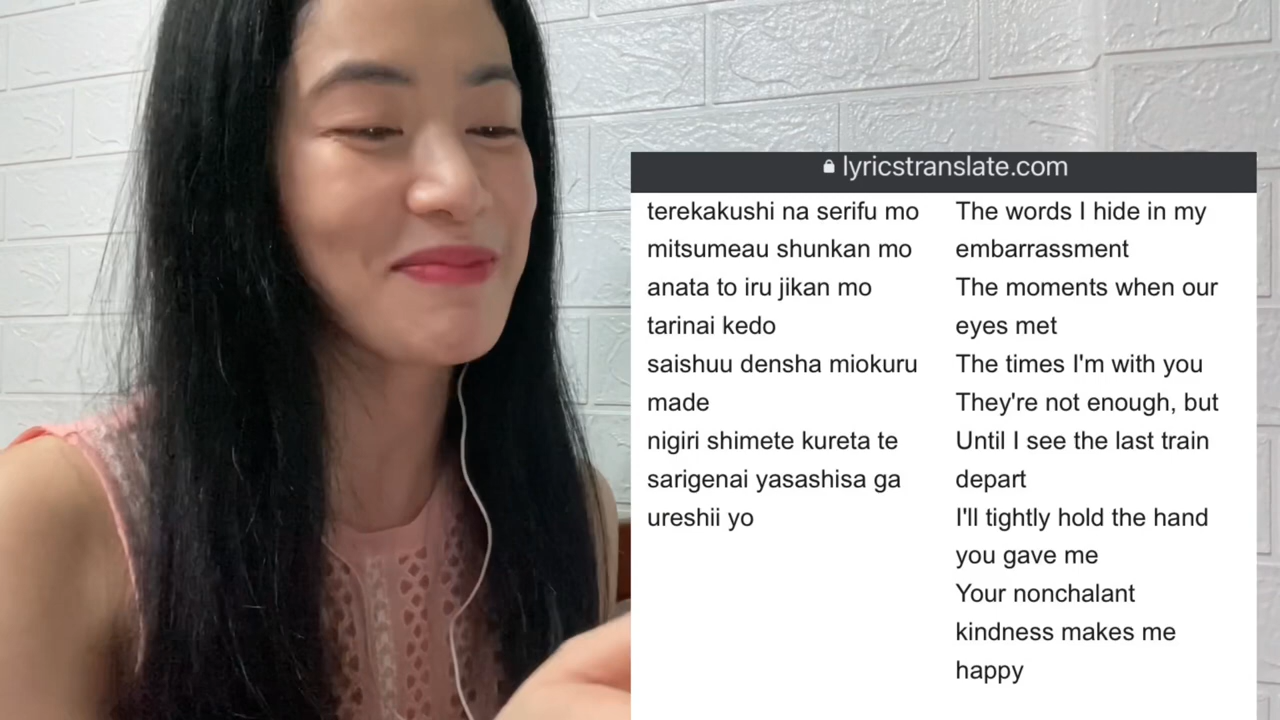 lyricstranslate.com
terekakushi na serifu mo
mitsumeau shunkan mo
anata to iru jikan mo
tarinai kedo
saishuu densha miokuru
made
nigiri shimete kureta te
sarigenai yasashisa ga
ureshii yo
The words I hide in my
embarrassment
The moments when our
eyes met
The times I'm with you
They're not enough, but
Until I see the last train
depart
I'll tightly hold the hand
you gave me
Your nonchalant
kindness makes me
happy